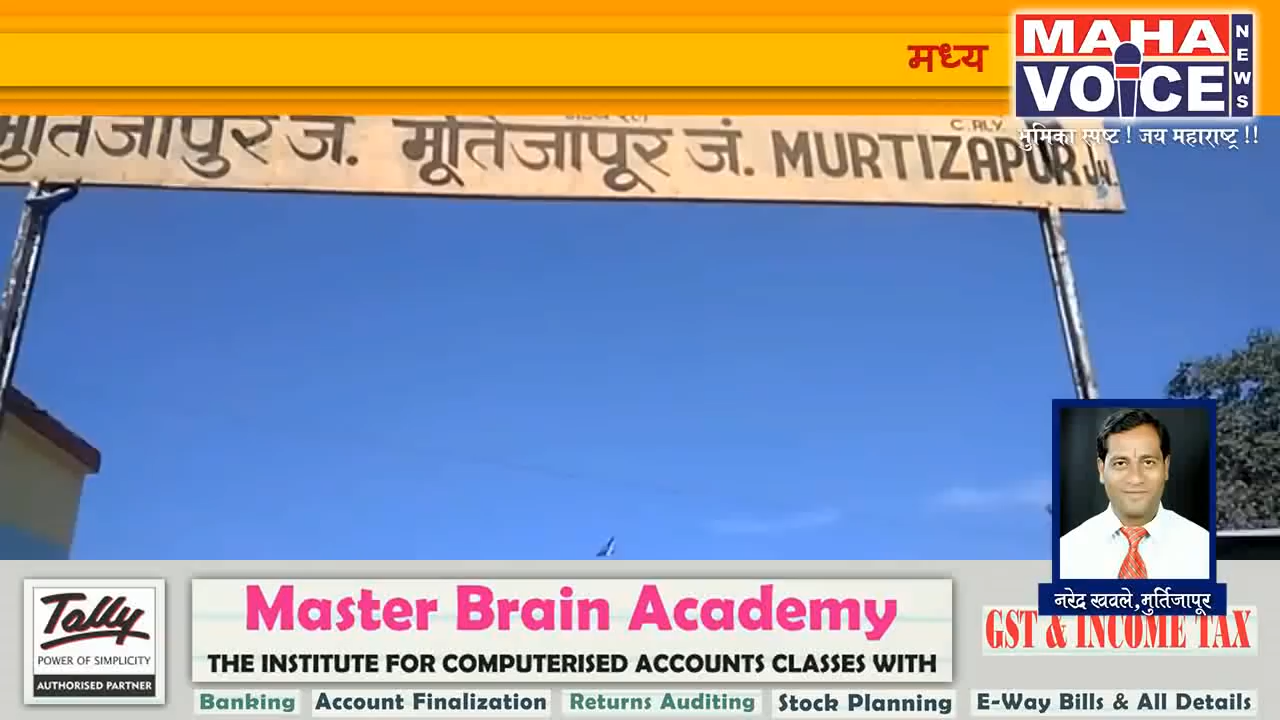 मध्य
MAHA
VOICE
NEWS
भुमिका स्पष्ट ! जय महाराष्ट्र !!
C.RLY.
मुर्तिजापुर जं. मूर्तिजापूर जं. MURTIZAPUR JN.
नरेंद्र खवले,मुर्तिजापूर
Tally
POWER OF SIMPLICITY
AUTHORISED PARTNER
Master Brain Academy
THE INSTITUTE FOR COMPUTERISED ACCOUNTS CLASSES WITH
GST & INCOME TAX
Banking Account Finalization Returns Auditing Stock Planning E-Way Bills & All Details